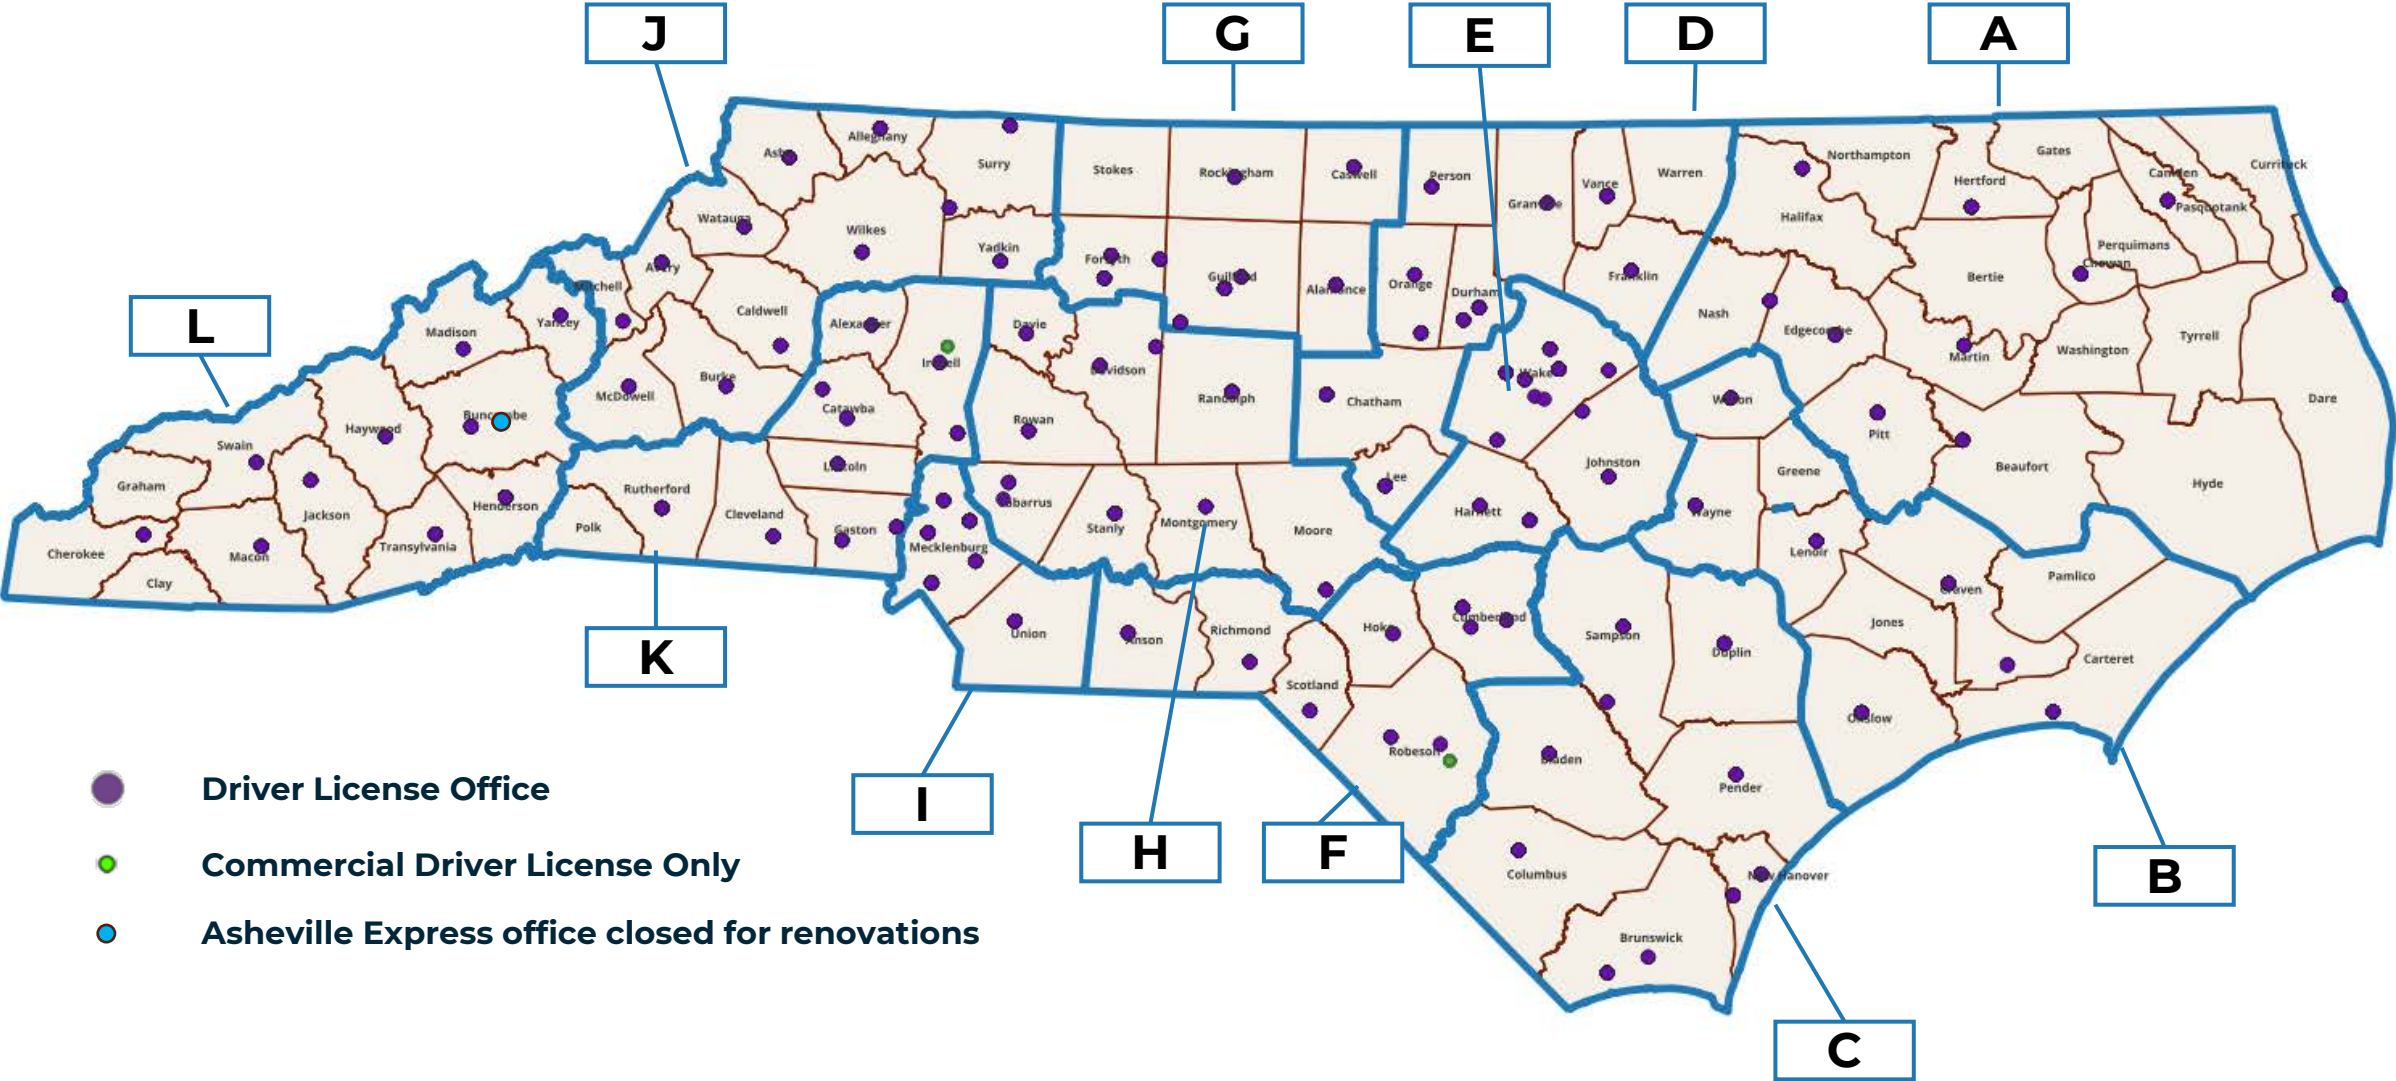 J
G
E
D
A
Alleghany
Ashe
Surry
Stokes
Rockingham
Caswell
Person
Granville
Vance
Warren
Northampton
Gates
Currituck
Camden
Hertford
Pasquotank
Halifax
Watauga
Wilkes
Yadkin
Perquimans
Chowan
Forsyth
Guilford
Alamance
Orange
Durham
Franklin
Bertie
Avery
Mitchell
Caldwell
Nash
Edgecombe
L
Madison
Yancey
Alexander
Davie
Iredell
Davidson
Wake
Martin
Washington
Tyrrell
Burke
McDowell
Catawba
Randolph
Chatham
Wilson
Dare
Buncombe
Haywood
Rowan
Pitt
Swain
Lincoln
Johnston
Greene
Beaufort
Graham
Rutherford
Lee
Hyde
Henderson
Jackson
Cleveland
Polk
Gaston
Cabarrus
Stanly
Montgomery
Moore
Harnett
Wayne
Cherokee
Macon
Transylvania
Mecklenburg
Lenoir
Clay
Pamlico
Craven
Union
Anson
Richmond
Hoke
Cumberland
Sampson
Duplin
Jones
K
Carteret
Scotland
Onslow
Robeson
Bladen
Pender
Driver License Office
I
H
F
Commercial Driver License Only
Columbus
New Hanover
B
Asheville Express office closed for renovations
Brunswick
C